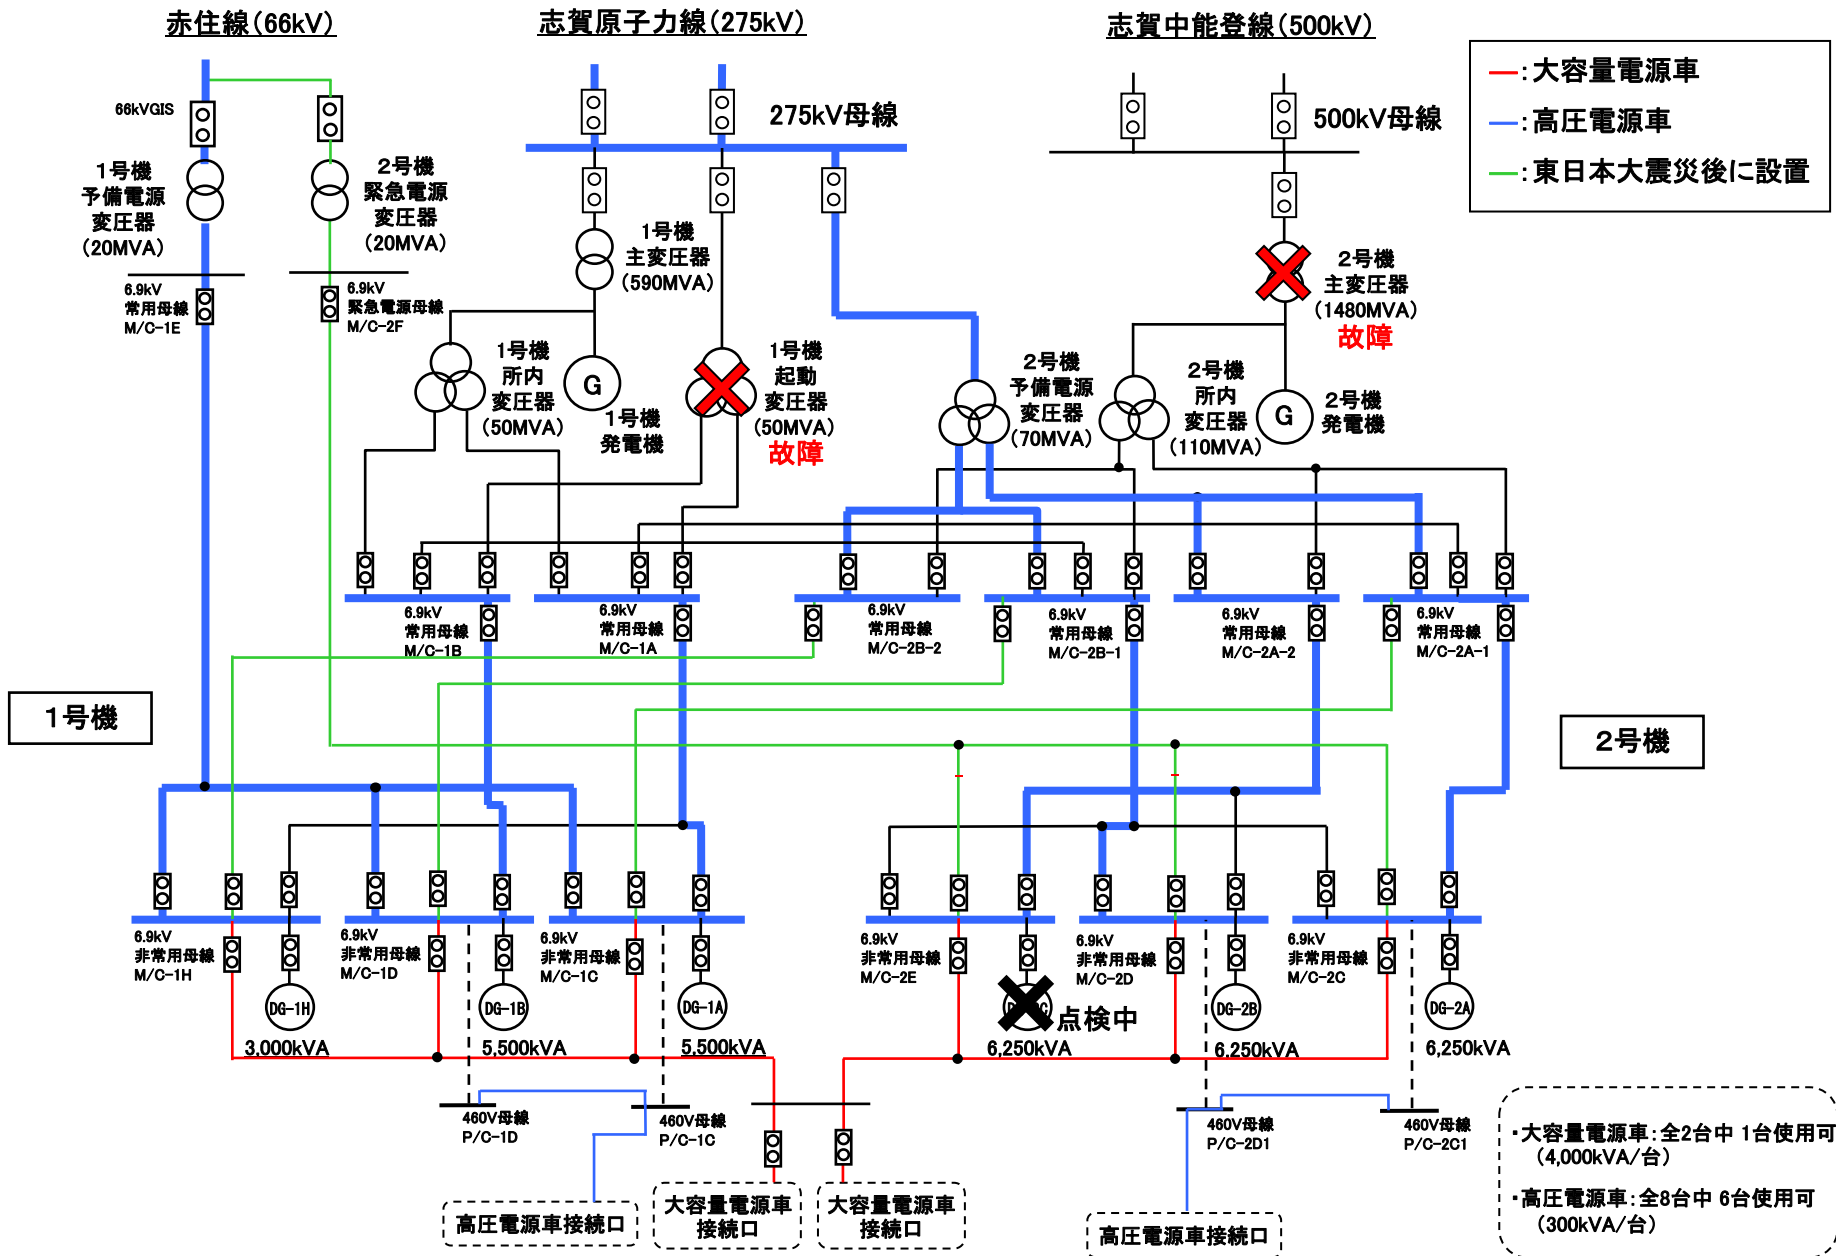 赤住線(66kV)
志賀原子力線(275kV)
志賀中能登線(500kV)
:大容量電源車
:高圧電源車
:東日本大震災後に設置
66kVGIS
275kV母線
500kV母線
1号機
予備電源
変圧器
(20MVA)
2号機
緊急電源
変圧器
(20MVA)
1号機
主変圧器
(590MVA)
2号機
主変圧器
(1480MVA)
故障
6.9kV
常用母線
M/C-1E
6.9kV
緊急電源母線
M/C-2F
1号機
所内
変圧器
(50MVA)
G
1号機
発電機
1号機
起動
変圧器
(50MVA)
故障
2号機
予備電源
変圧器
(70MVA)
2号機
所内
変圧器
(110MVA)
G
2号機
発電機
6.9kV
常用母線
M/C-1B
6.9kV
常用母線
M/C-1A
6.9kV
常用母線
M/C-2B-2
6.9kV
常用母線
M/C-2B-1
6.9kV
常用母線
M/C-2A-2
6.9kV
常用母線
M/C-2A-1
1号機
2号機
6.9kV
非常用母線
M/C-1H
6.9kV
非常用母線
M/C-1D
6.9kV
非常用母線
M/C-1C
6.9kV
非常用母線
M/C-2E
6.9kV
非常用母線
M/C-2D
6.9kV
非常用母線
M/C-2C
DG-1H
3,000kVA
DG-1B
5,500kVA
DG-1A
5,500kVA
点検中
6,250kVA
DG-2B
6,250kVA
DG-2A
6,250kVA
460V母線
P/C-1D
460V母線
P/C-1C
460V母線
P/C-2D1
460V母線
P/C-2C1
高圧電源車接続口
大容量電源車
接続口
大容量電源車
接続口
高圧電源車接続口
・大容量電源車:全2台中 1台使用可
(4,000kVA/台)
・高圧電源車:全8台中 6台使用可
(300kVA/台)